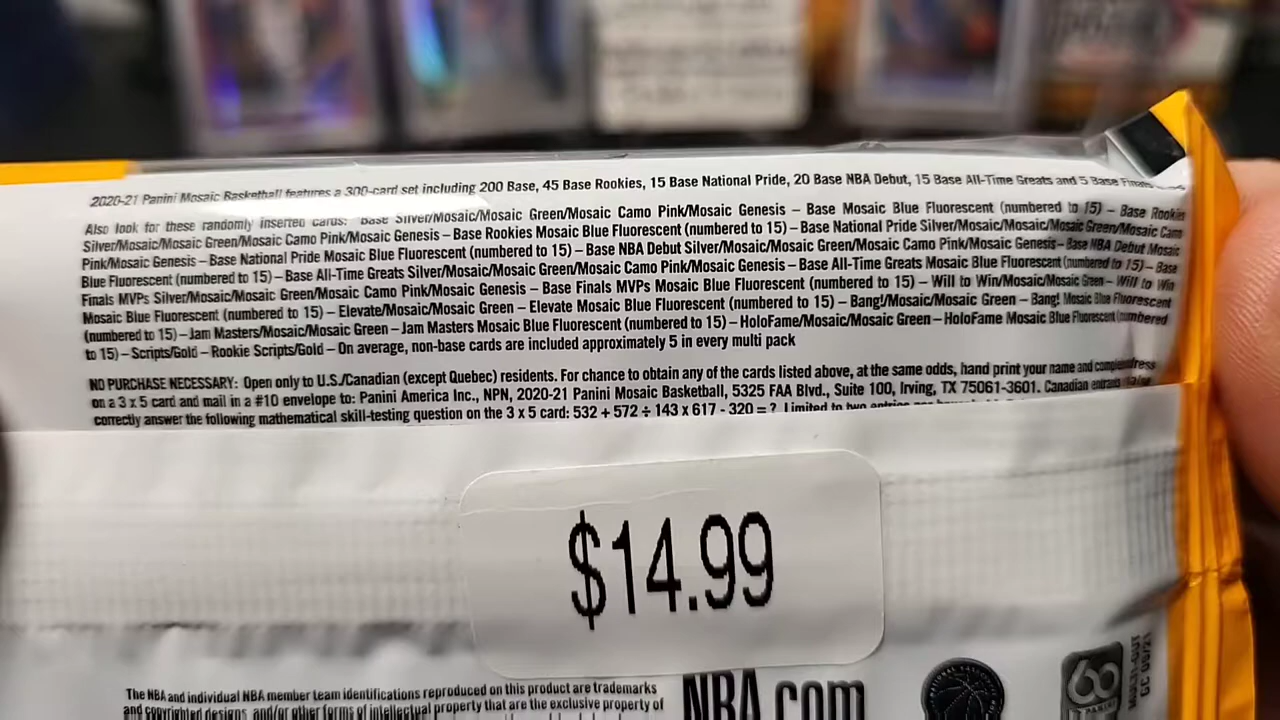 2020-21 Panini Mosaic Basketball features a 300-card set including 200 Base, 45 Base Rookies, 15 Base National Pride, 20 Base NBA Debut, 15 Base All-Time Greats and 5 Base Finals
Also look for these randomly inserted cards: Base Silver/Mosaic/Mosaic Green/Mosaic Camo Pink/Mosaic Genesis – Base Mosaic Blue Fluorescent (numbered to 15) – Base Rookies
Silver/Mosaic/Mosaic Green/Mosaic Camo Pink/Mosaic Genesis – Base Rookies Mosaic Blue Fluorescent (numbered to 15) – Base National Pride Silver/Mosaic/Mosaic Green/Mosaic Camo
Pink/Mosaic Genesis – Base National Pride Mosaic Blue Fluorescent (numbered to 15) – Base NBA Debut Silver/Mosaic/Mosaic Green/Mosaic Camo Pink/Mosaic Genesis – Base NBA Debut Mosaic
Blue Fluorescent (numbered to 15) – Base All-Time Greats Silver/Mosaic/Mosaic Green/Mosaic Camo Pink/Mosaic Genesis – Base All-Time Greats Mosaic Blue Fluorescent (numbered to 15) – Base
Finals MVPs Silver/Mosaic/Mosaic Green/Mosaic Camo Pink/Mosaic Genesis – Base Finals MVPs Mosaic Blue Fluorescent (numbered to 15) – Will to Win/Mosaic/Mosaic Green – Will to Win
Mosaic Blue Fluorescent (numbered to 15) – Elevate/Mosaic/Mosaic Green – Elevate Mosaic Blue Fluorescent (numbered to 15) – Bang!/Mosaic/Mosaic Green – Bang! Mosaic Blue Fluorescent
(numbered to 15) – Jam Masters/Mosaic/Mosaic Green – Jam Masters Mosaic Blue Fluorescent (numbered to 15) – HoloFame/Mosaic/Mosaic Green – HoloFame Mosaic Blue Fluorescent (numbered
to 15) – Scripts/Gold – Rookie Scripts/Gold – On average, non-base cards are included approximately 5 in every multi pack
NO PURCHASE NECESSARY: Open only to U.S./Canadian (except Quebec) residents. For chance to obtain any of the cards listed above, at the same odds, hand print your name and
on a 3 x 5 card and mail in a #10 envelope to: Panini America Inc., NPN, 2020-21 Panini Mosaic Basketball, 5325 FAA Blvd., Suite 100, Irving, TX 75061-3601. Canadian
correctly answer the following mathematical skill-testing question on the 3 x 5 card: 532 + 572 ÷ 143 x 617 - 320 = ? Limited to two entries per
$14.99
The NBA and individual NBA member team identifications reproduced on this product are trademarks
and copyrighted designs, and/or other forms of intellectual property that are the exclusive property of
NBA.com
60
PANINI